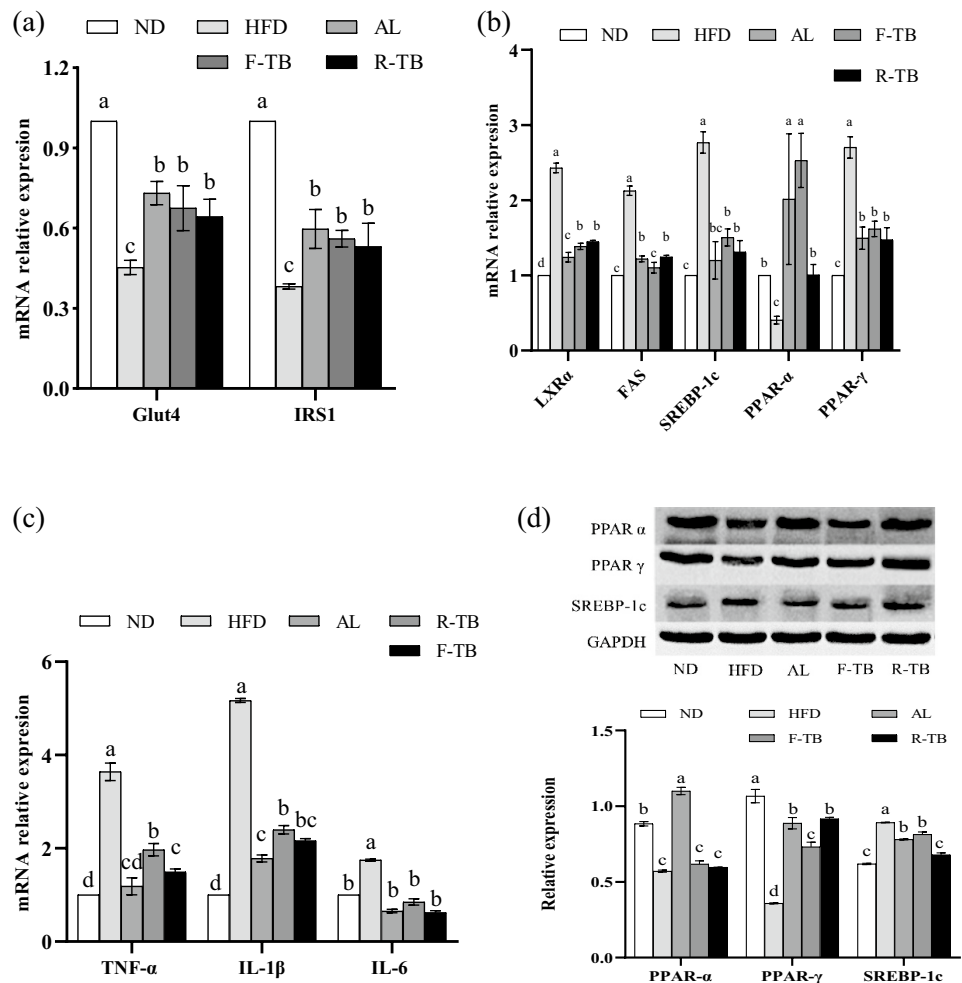 (a)
ND HFD AL
F-TB R-TB
mRNA relative expresion
1.2
0.9
0.6
0.3
0.0
a
c
b
b
b
a
c
b
b
b
Glut4 IRS1
(b)
ND HFD AL F-TB
R-TB
mRNA relative expresion
4
3
2
1
0
d
a
c
b
b
c
a
b
c
b
c
a
bc
b
b
b
c
a
a
b
c
a
b
b
b
LXRα FAS SREBP-1c PPAR-α PPAR-γ
(c)
ND HFD AL R-TB
F-TB
mRNA relative expresion
6
4
2
0
d
a
cd
b
c
d
a
c
b
bc
b
a
b
b
b
TNF-α IL-1β IL-6
(d)
PPAR α
PPAR γ
SREBP-1c
GAPDH
ND HFD AL F-TB R-TB
ND HFD AL
F-TB R-TB
Relative expression
1.5
1.0
0.5
0.0
b
c
a
c
c
a
d
b
c
b
c
a
b
b
c
PPAR-α PPAR-γ SREBP-1c